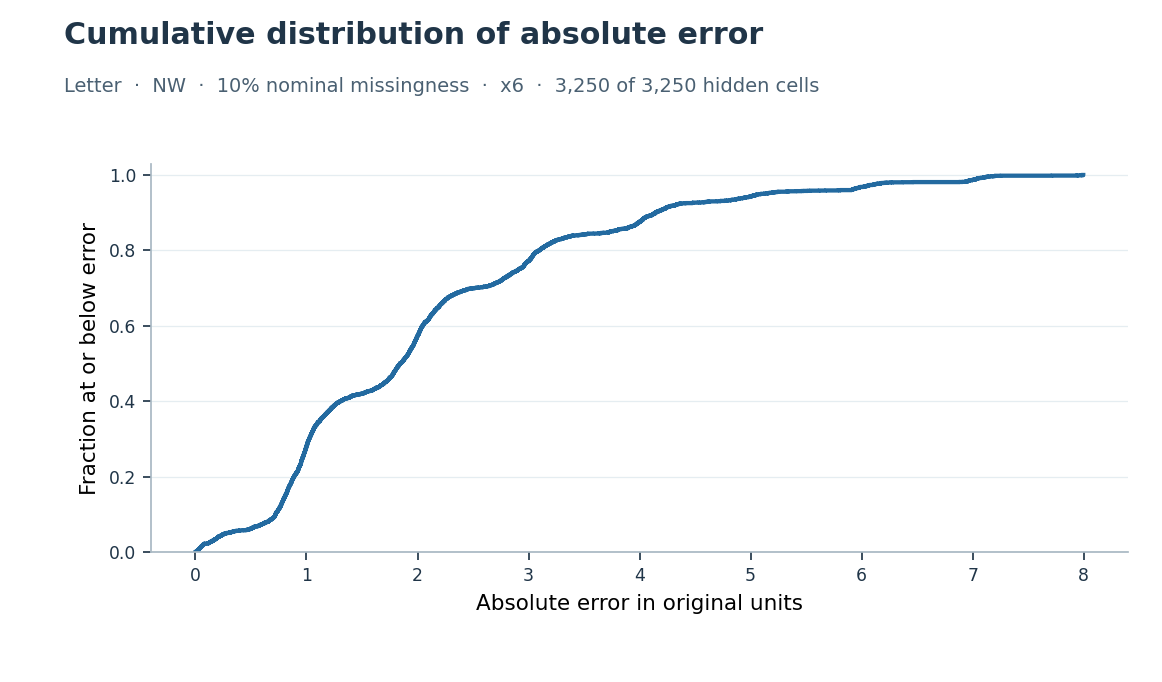 Cumulative distribution of absolute error
Letter · NW · 10% nominal missingness · x6 · 3,250 of 3,250 hidden cells
Fraction at or below error
1.0
0.8
0.6
0.4
0.2
0.0
0 1 2 3 4 5 6 7 8
Absolute error in original units